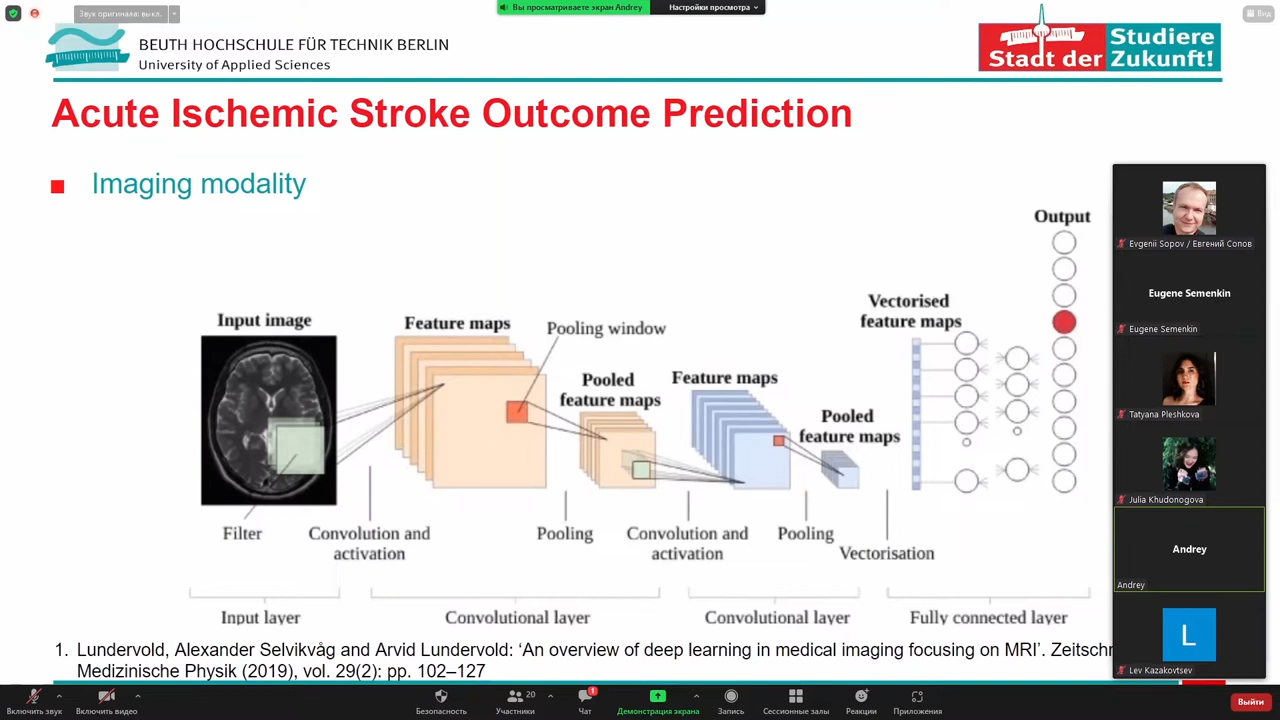 Звук оригинала: выкл.
Вы просматриваете экран Andrey
Настройки просмотра
Вид
BEUTH HOCHSCHULE FÜR TECHNIK BERLIN
University of Applied Sciences
Studiere
Stadt der Zukunft!
Acute Ischemic Stroke Outcome Prediction
Imaging modality
Output
Vectorised
feature maps
Input image
Feature maps
Pooling window
Pooled
feature maps
Feature maps
Pooled
feature maps
Filter
Convolution and
activation
Pooling
Convolution and
activation
Pooling
Vectorisation
Input layer
Convolutional layer
Convolutional layer
Fully connected layer
1. Lundervold, Alexander Selvikvåg and Arvid Lundervold: ‘An overview of deep learning in medical imaging focusing on MRI’. Zeitschr
Medizinische Physik (2019), vol. 29(2): pp. 102–127
Evgenii Sopov / Евгений Сопов
Eugene Semenkin
Eugene Semenkin
Tatyana Pleshkova
Julia Khudonogova
Andrey
Andrey
L
Lev Kazakovtsev
Включить звук
Включить видео
Безопасность
20
Участники
1
Чат
Демонстрация экрана
Запись
Сессионные залы
Реакции
Приложения
Выйти